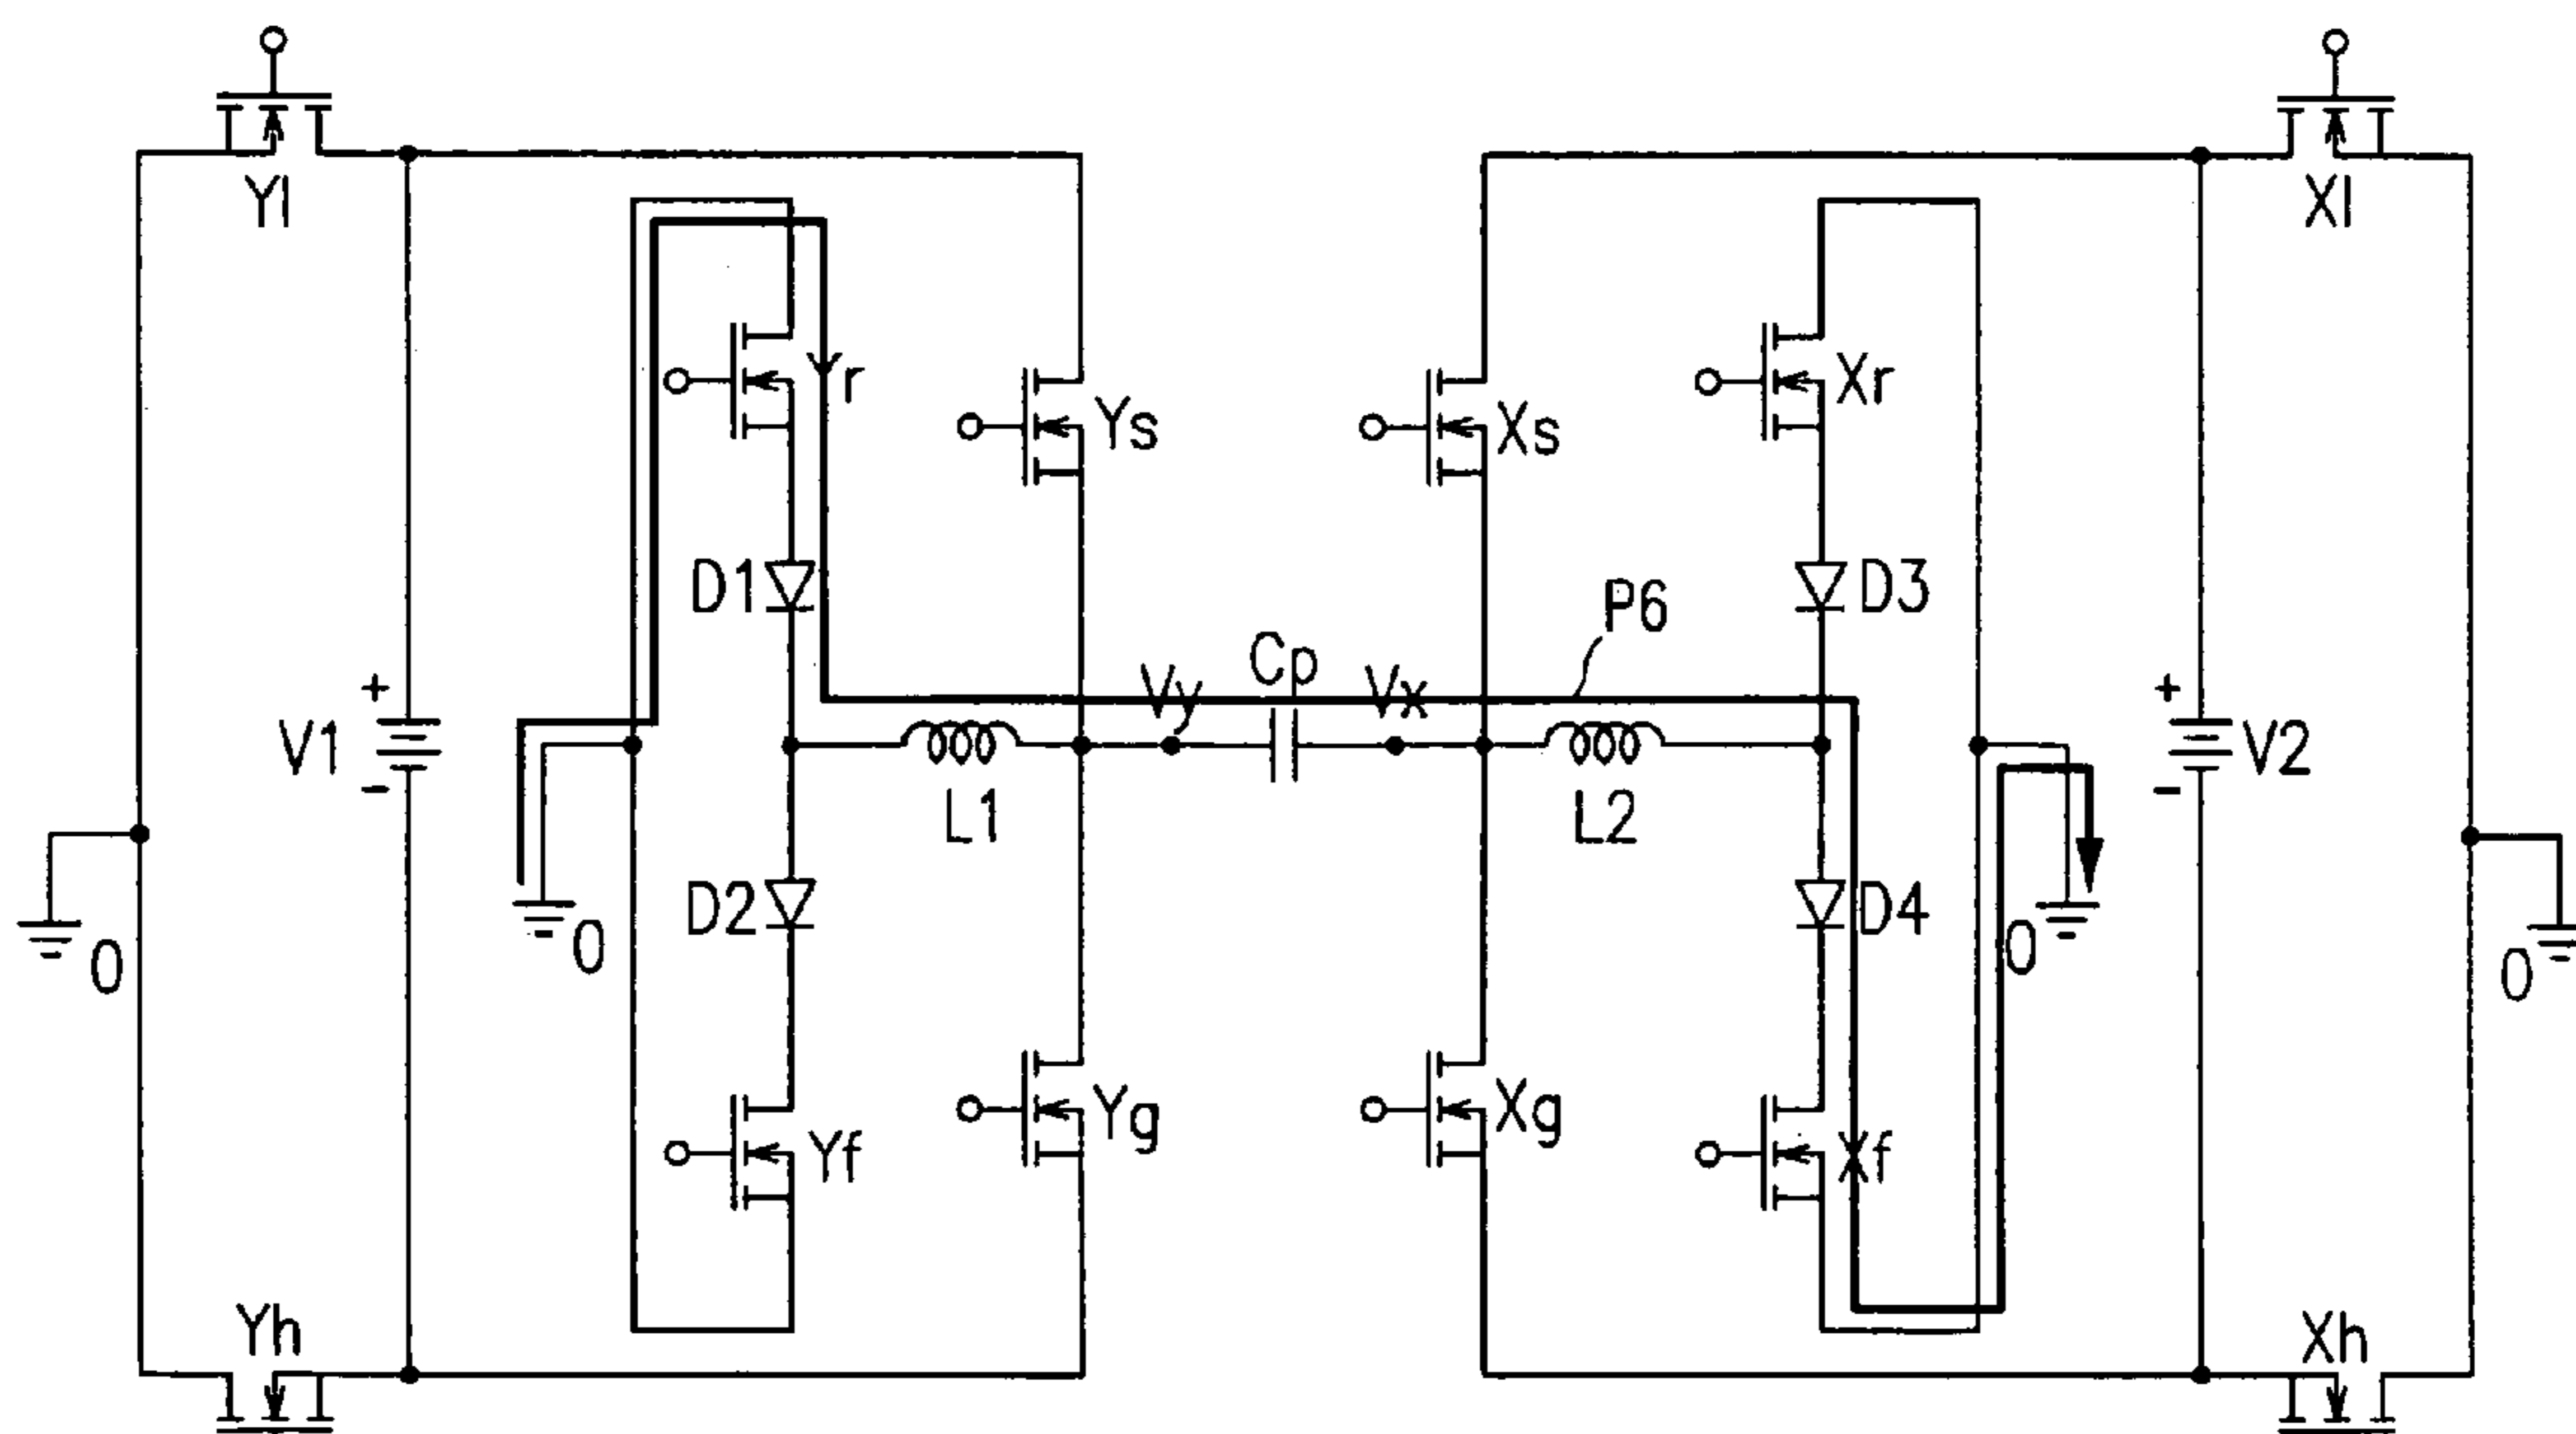 Yl
Xl
Yr
Ys
Xs
Xr
D1
D3
P6
Cp
Vy
Vx
+
V1
-
+
V2
-
L1
L2
D2
D4
0
0
0
0
Yf
Yg
Xg
Xf
Yh
Xh